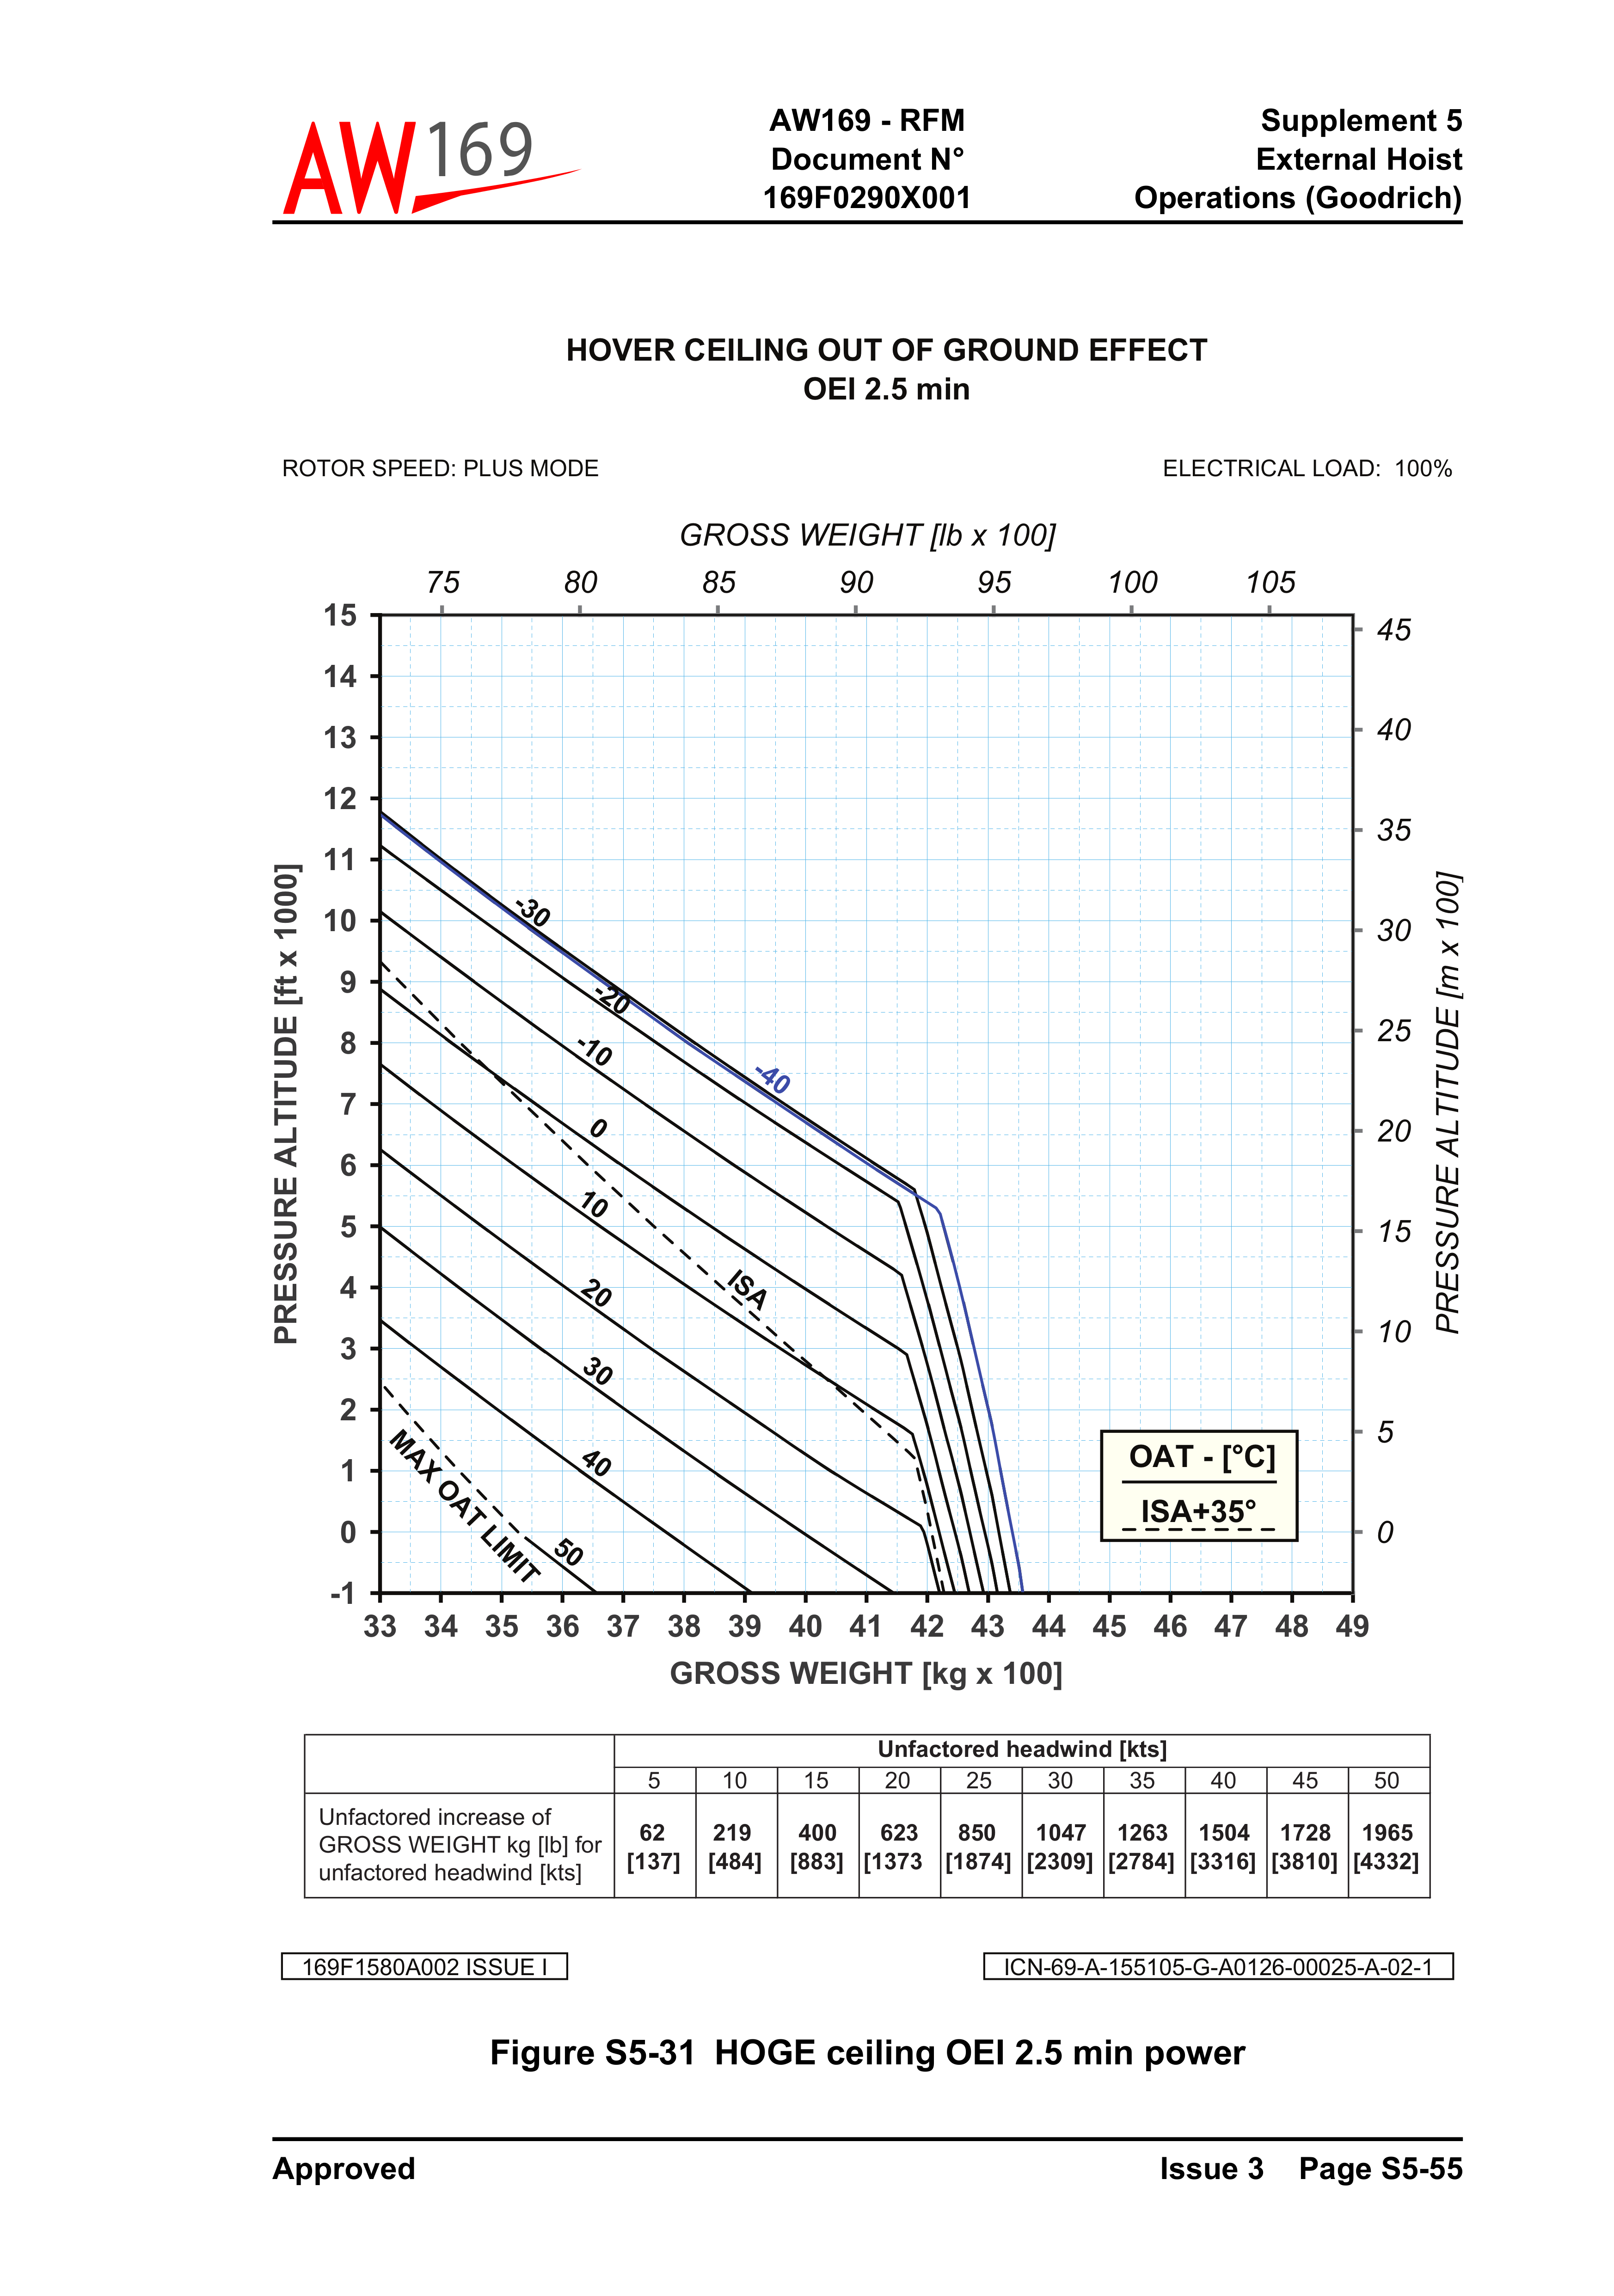 AW169
AW169 - RFM
Document N°
169F0290X001
Supplement 5
External Hoist
Operations (Goodrich)
HOVER CEILING OUT OF GROUND EFFECT
OEI 2.5 min
ROTOR SPEED: PLUS MODE
ELECTRICAL LOAD: 100%
GROSS WEIGHT [lb x 100]
75 80 85 90 95 100 105
PRESSURE ALTITUDE [ft x 1000]
15
14
13
12
11
10
9
8
7
6
5
4
3
2
1
0
-1
-30
-20
-10
-40
0
10
ISA
20
30
40
50
MAX OAT LIMIT
OAT - [°C]
ISA+35°
45
40
35
30
25
20
15
10
5
0
PRESSURE ALTITUDE [m x 100]
33 34 35 36 37 38 39 40 41 42 43 44 45 46 47 48 49
GROSS WEIGHT [kg x 100]
Unfactored headwind [kts]
5 10 15 20 25 30 35 40 45 50
Unfactored increase of
GROSS WEIGHT kg [lb] for
unfactored headwind [kts]
62 219 400 623 850 1047 1263 1504 1728 1965
[137] [484] [883] [1373 [1874] [2309] [2784] [3316] [3810] [4332]
169F1580A002 ISSUE I
ICN-69-A-155105-G-A0126-00025-A-02-1
Figure S5-31 HOGE ceiling OEI 2.5 min power
Approved
Issue 3 Page S5-55